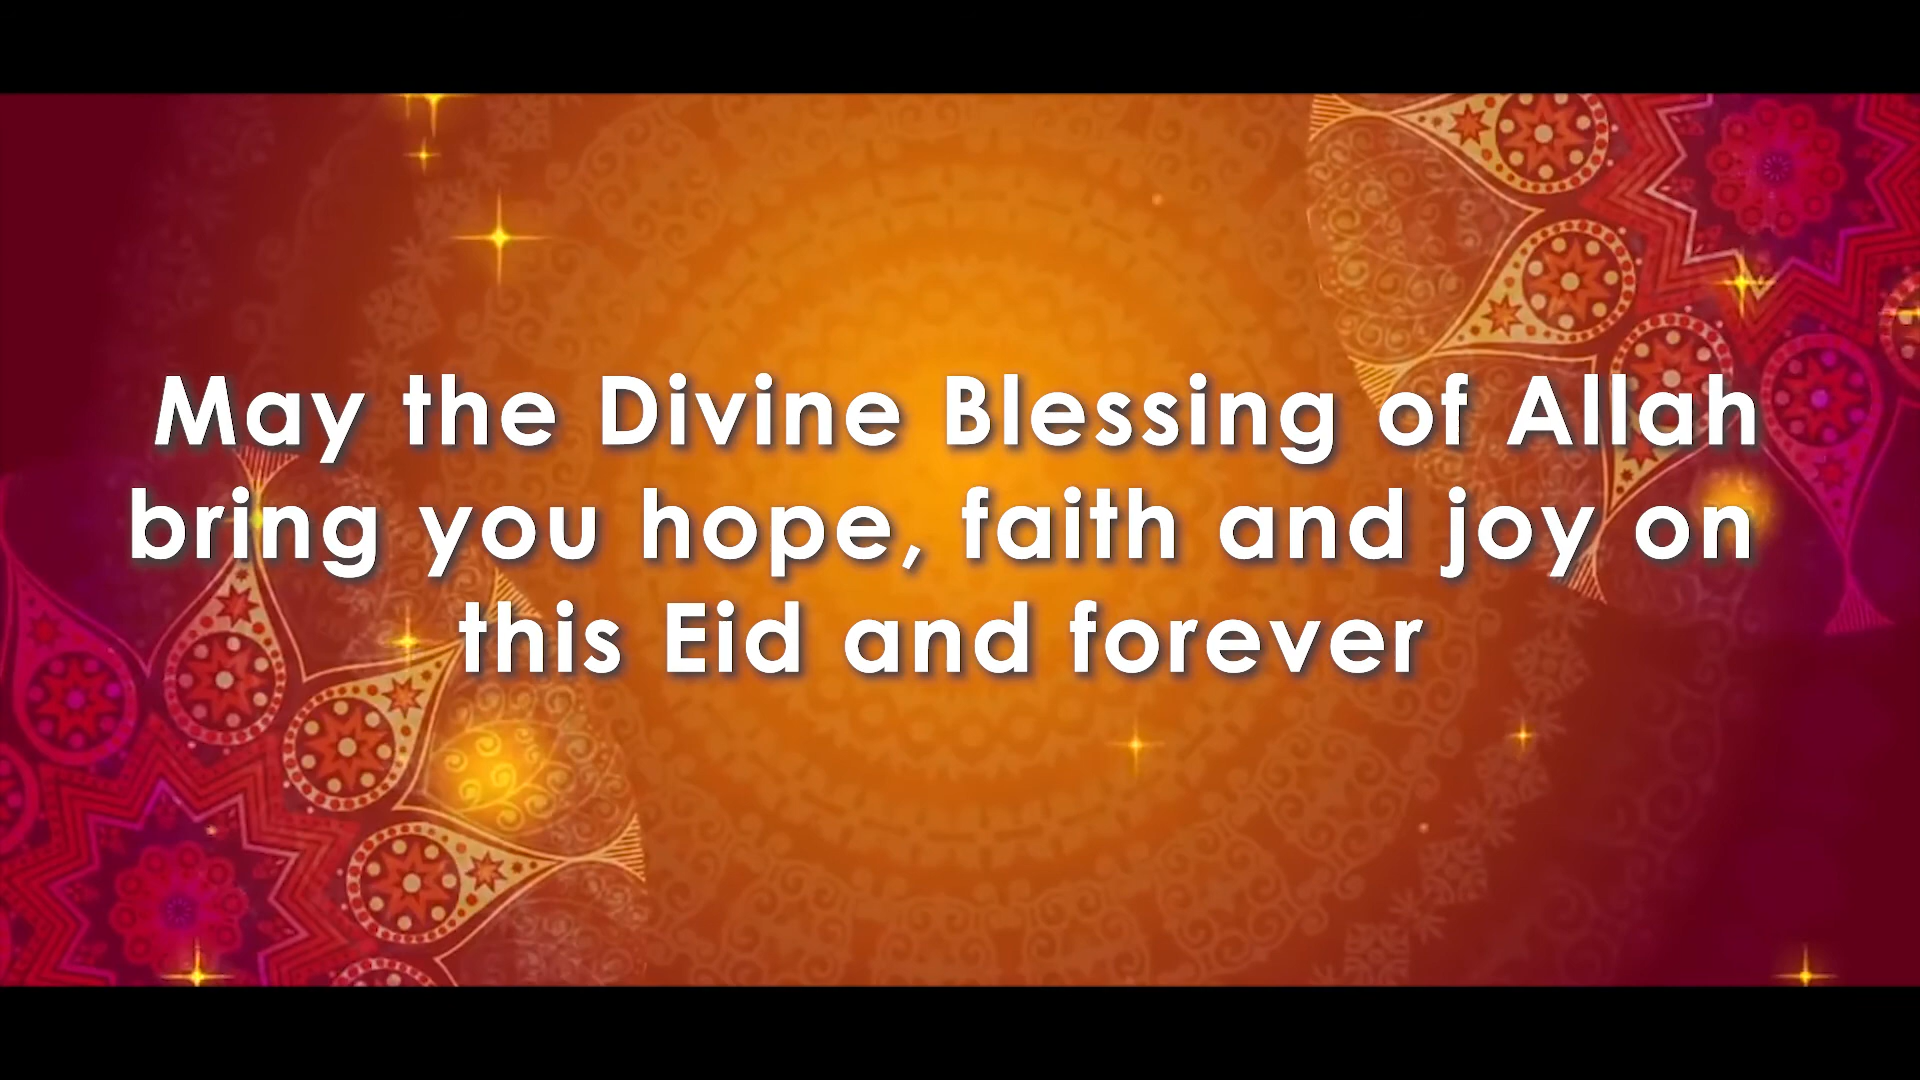 May the Divine Blessing of Allah
bring you hope, faith and joy on
this Eid and forever